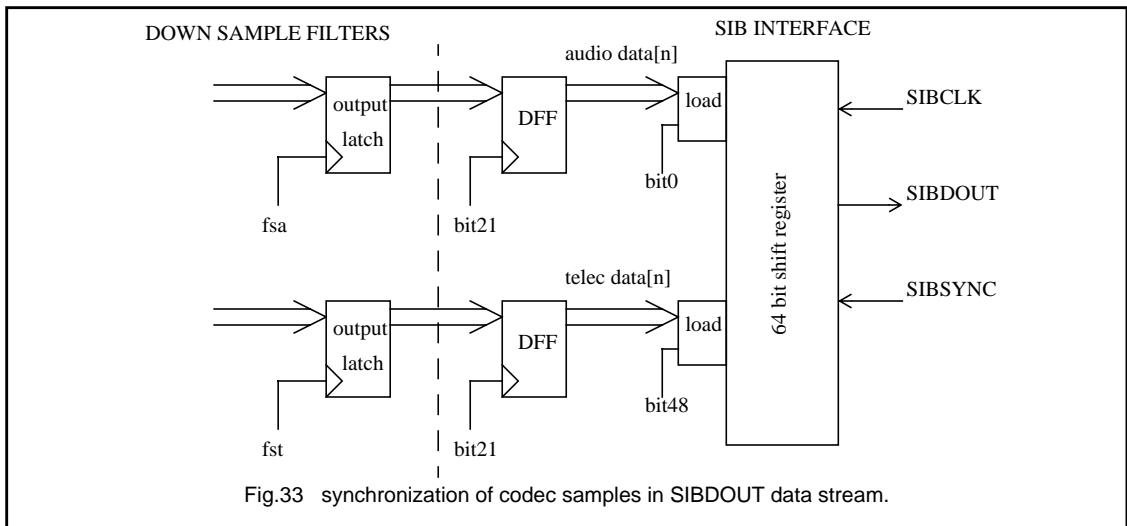 DOWN SAMPLE FILTERS
SIB INTERFACE
audio data[n]
output
latch
DFF
load
SIBCLK
bit0
fsa
bit21
64 bit shift register
SIBDOUT
telec data[n]
SIBSYNC
output
latch
DFF
load
bit48
fst
bit21
Fig.33 synchronization of codec samples in SIBDOUT data stream.